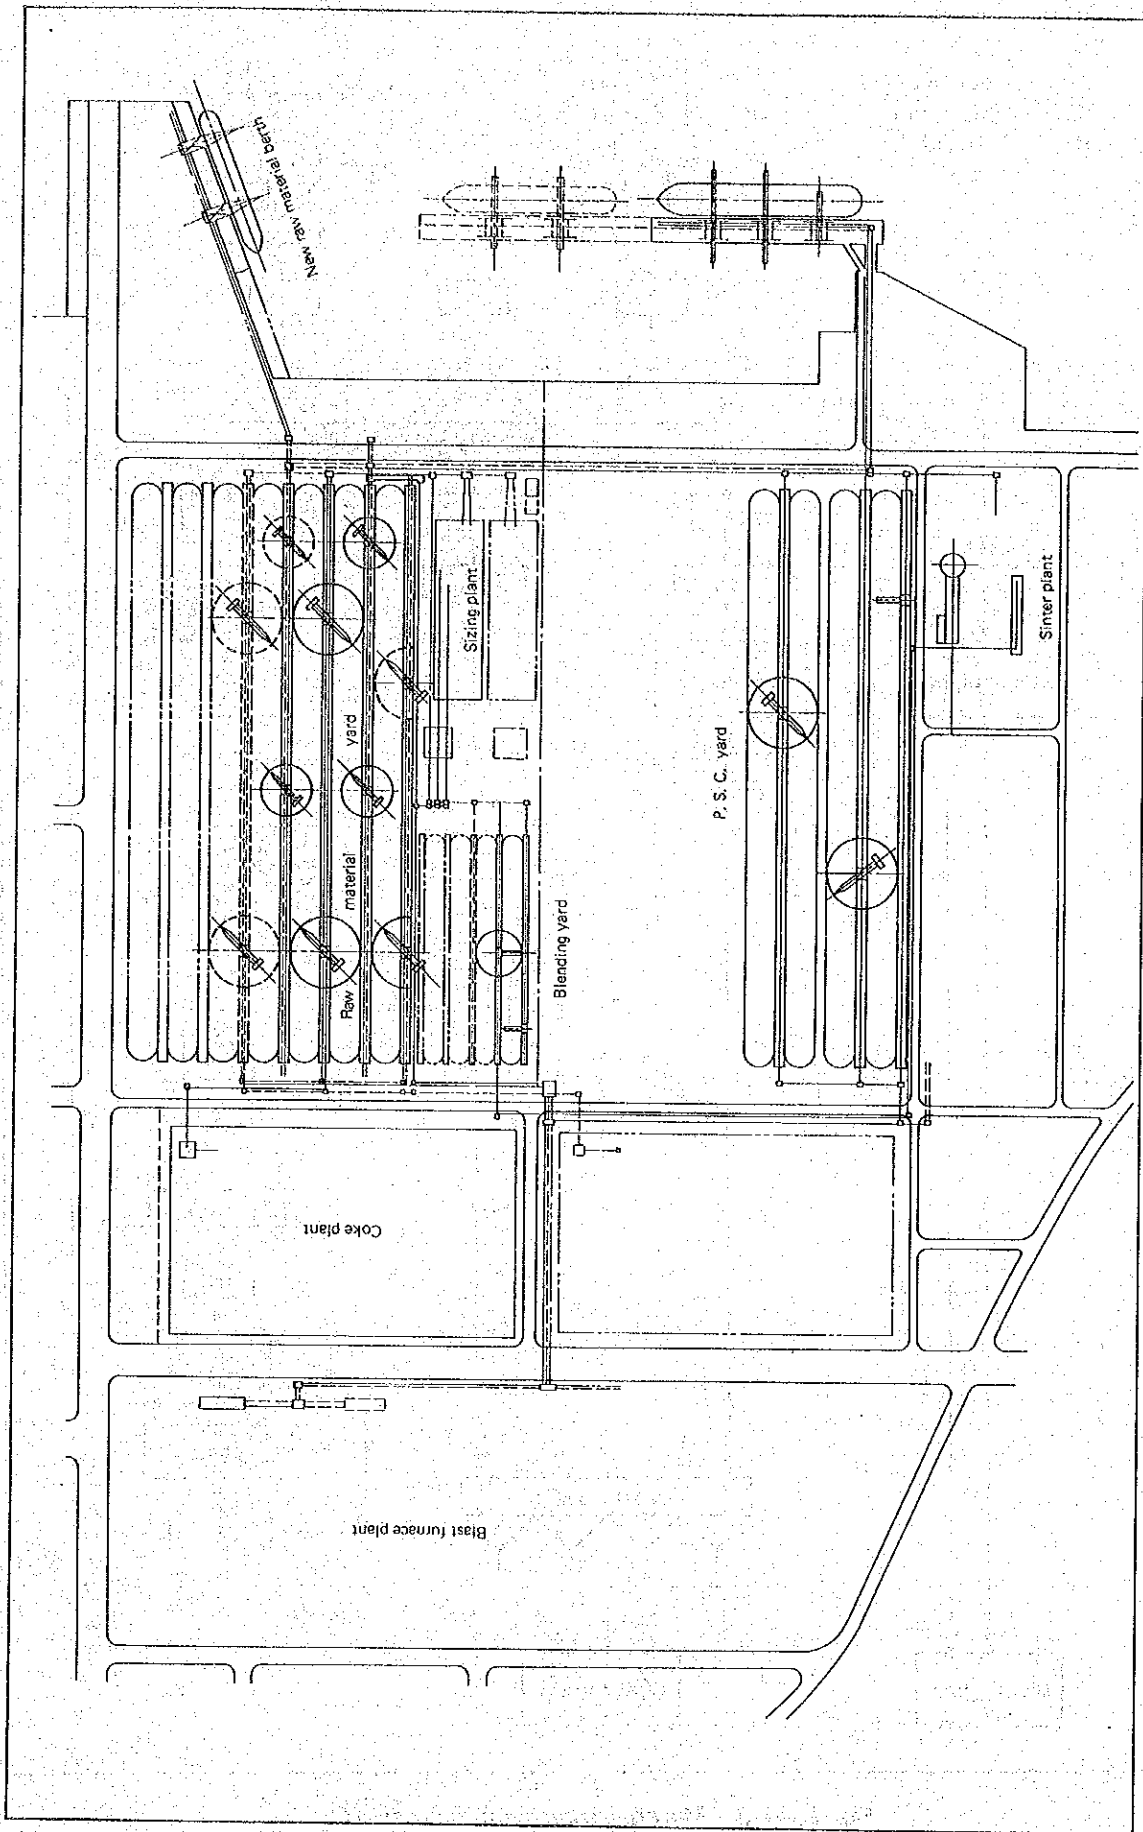 New raw material berth
Sizing plant
Raw material yard
Blending yard
P. S. C. yard
Sinter plant
Coke plant
Blast furnace plant